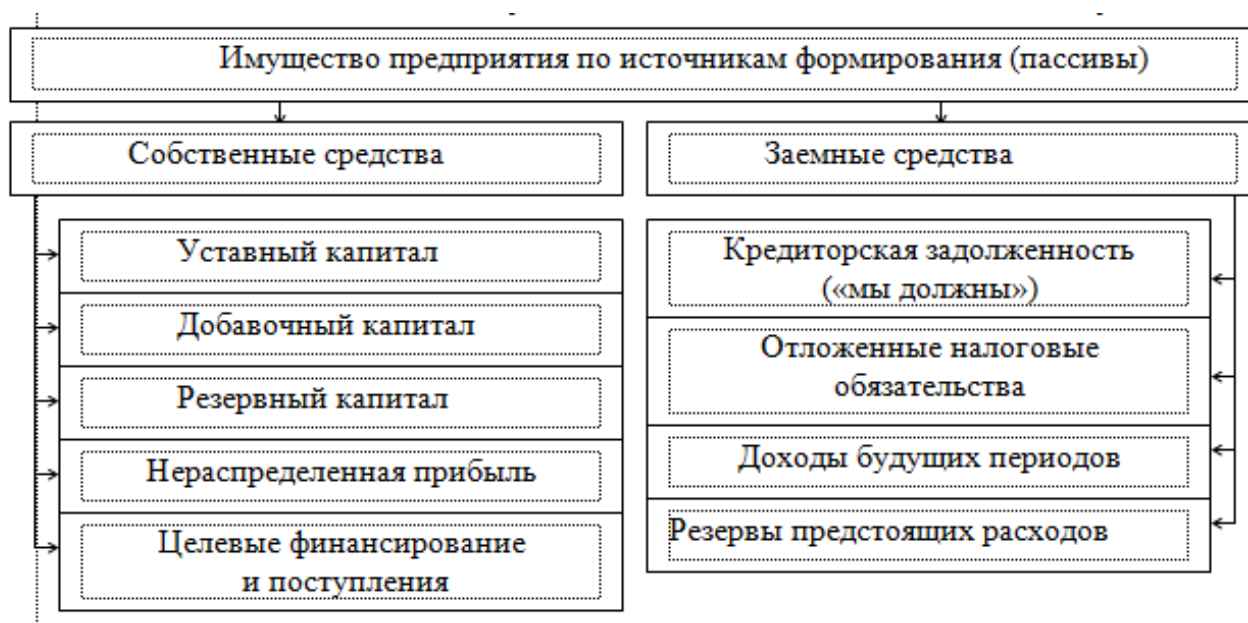 Имущество предприятия по источникам формирования (пассивы)
Собственные средства
Уставный капитал
Добавочный капитал
Резервный капитал
Нераспределенная прибыль
Целевые финансирование
и поступления
Заемные средства
Кредиторская задолженность
(«мы должны»)
Отложенные налоговые
обязательства
Доходы будущих периодов
Резервы предстоящих расходов